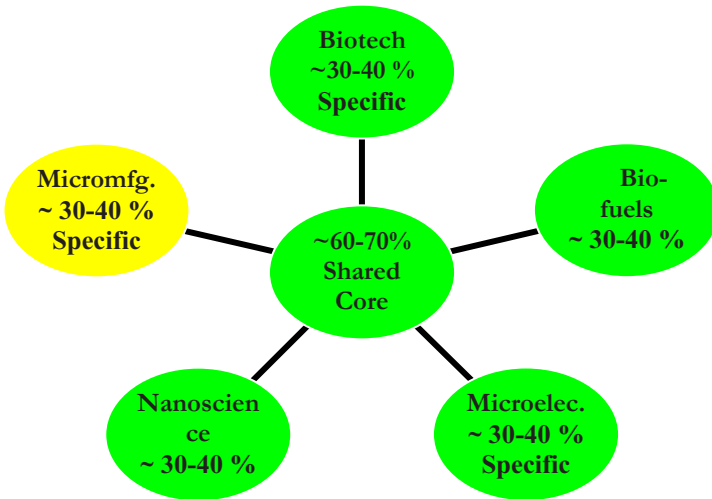 Biotech
~30-40 %
Specific
Micromfg.
~ 30-40 %
Specific
Bio-
fuels
~ 30-40 %
~60-70%
Shared
Core
Nanoscien
ce
~ 30-40 %
Microelec.
~ 30-40 %
Specific